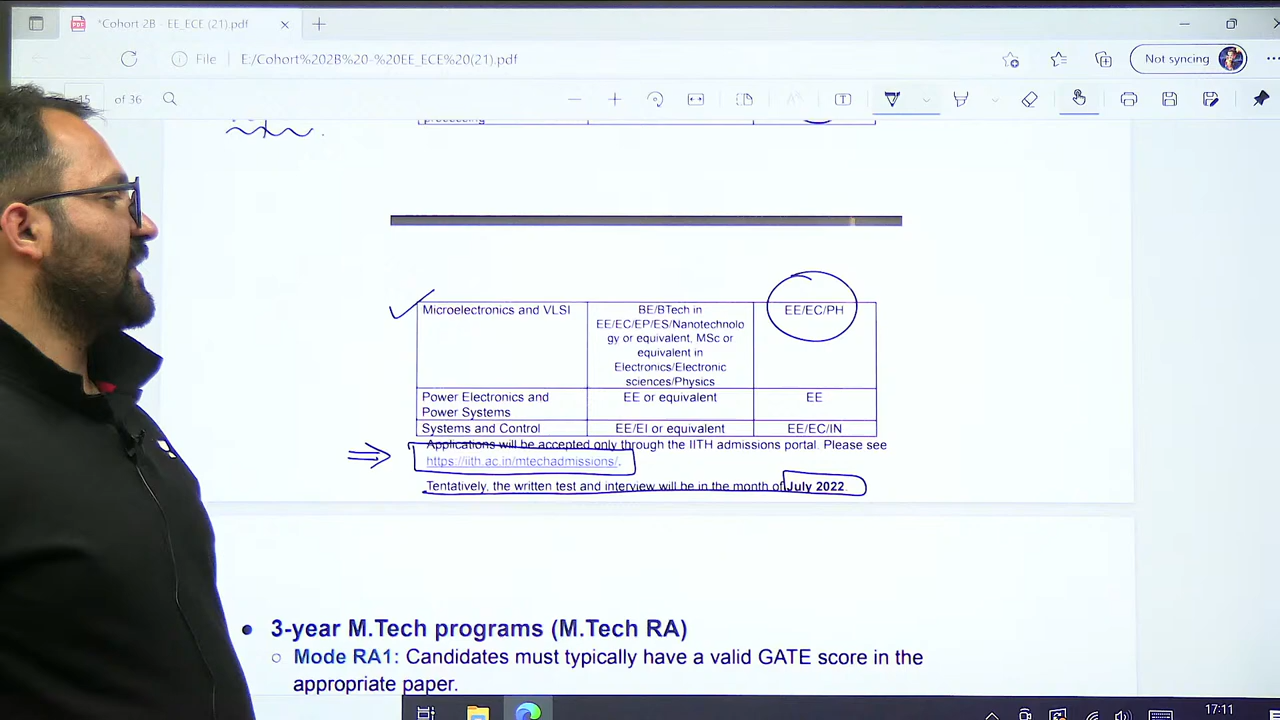 *Cohort 2B - EE_ECE (21).pdf
File E:/Cohort%202B%20-%20EE_ECE%20(21).pdf
Not syncing
15 of 36
processing
Microelectronics and VLSI
BE/BTech in
EE/EC/EP/ES/Nanotechnolo
gy or equivalent, MSc or
equivalent in
Electronics/Electronic
sciences/Physics
EE/EC/PH
Power Electronics and
Power Systems
EE or equivalent
EE
Systems and Control
EE/EI or equivalent
EE/EC/IN
Applications will be accepted only through the IITH admissions portal. Please see
https://iith.ac.in/mtechadmissions/.
Tentatively, the written test and interview will be in the month of July 2022.
3-year M.Tech programs (M.Tech RA)
Mode RA1: Candidates must typically have a valid GATE score in the
appropriate paper.
17:11